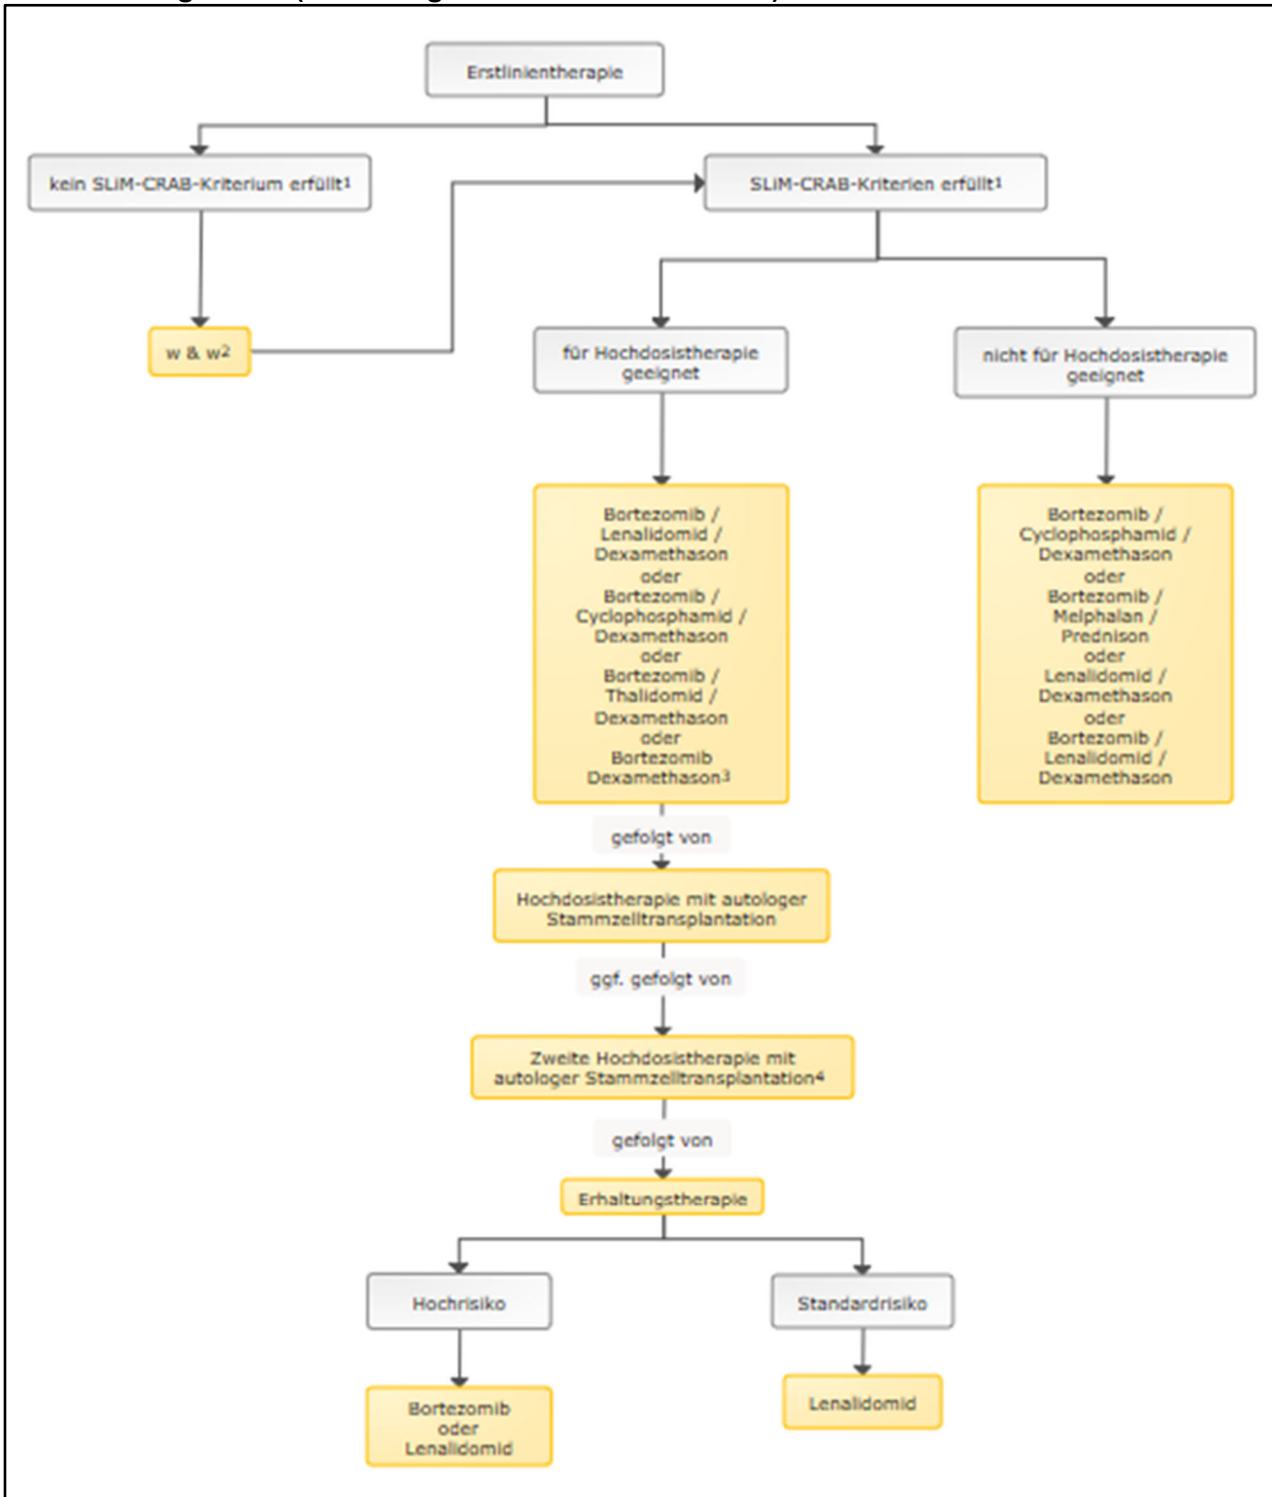 Erstlinientherapie
kein SLiM-CRAB-Kriterium erfüllt1
SLiM-CRAB-Kriterien erfüllt1
w & w2
für Hochdosistherapie
geeignet
nicht für Hochdosistherapie
geeignet
Bortezomib /
Lenalidomid /
Dexamethason
oder
Bortezomib /
Cyclophosphamid /
Dexamethason
oder
Bortezomib /
Thalidomid /
Dexamethason
oder
Bortezomib
Dexamethason3
Bortezomib /
Cyclophosphamid /
Dexamethason
oder
Bortezomib /
Melphalan /
Prednison
oder
Lenalidomid /
Dexamethason
oder
Bortezomib /
Lenalidomid /
Dexamethason
gefolgt von
Hochdosistherapie mit autologer
Stammzelltransplantation
ggf. gefolgt von
Zweite Hochdosistherapie mit
autologer Stammzelltransplantation4
gefolgt von
Erhaltungstherapie
Hochrisiko
Standardrisiko
Bortezomib
oder
Lenalidomid
Lenalidomid